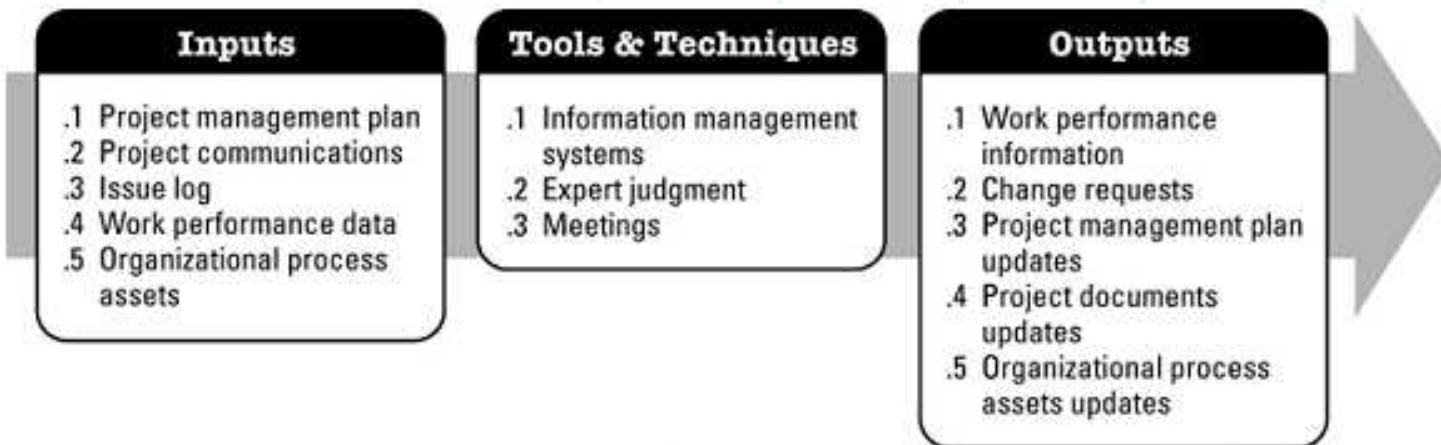 Inputs
.1 Project management plan
.2 Project communications
.3 Issue log
.4 Work performance data
.5 Organizational process
assets
Tools & Techniques
.1 Information management
systems
.2 Expert judgment
.3 Meetings
Outputs
.1 Work performance
information
.2 Change requests
.3 Project management plan
updates
.4 Project documents
updates
.5 Organizational process
assets updates